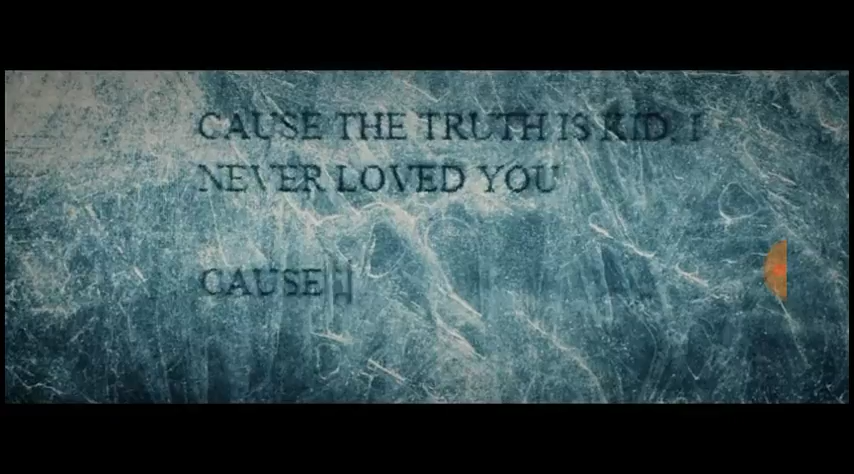 CAUSE THE TRUTH IS KID, I
NEVER LOVED YOU
CAUSE